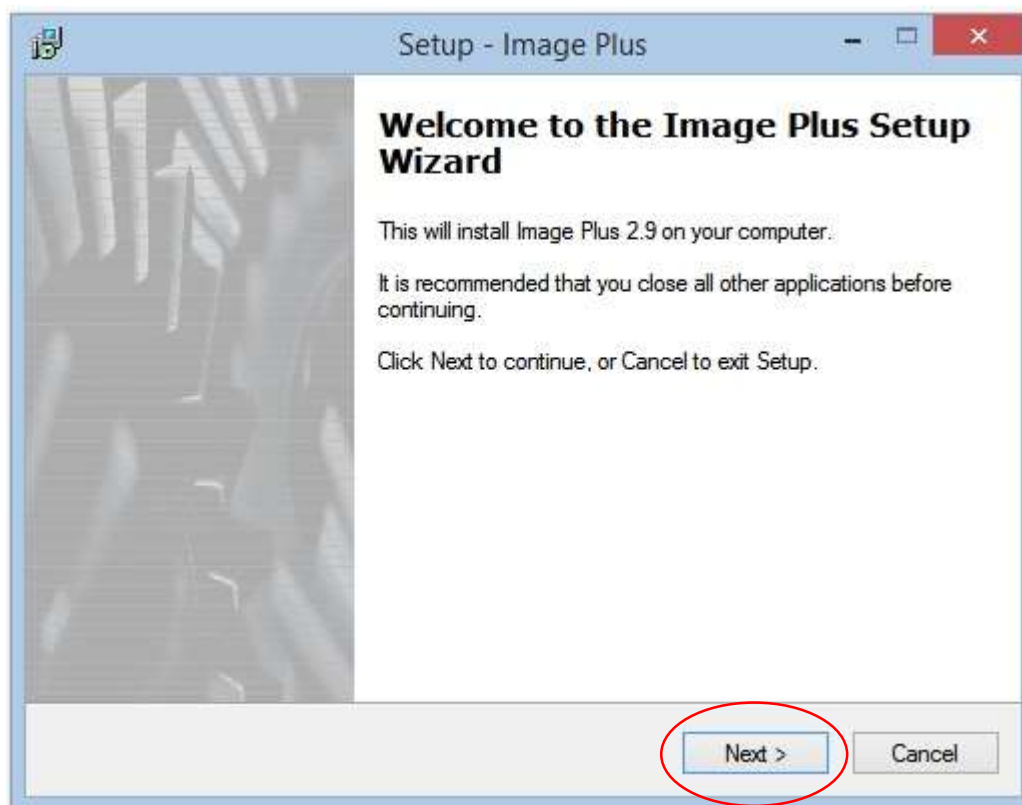 Setup - Image Plus
Welcome to the Image Plus Setup
Wizard
This will install Image Plus 2.9 on your computer.
It is recommended that you close all other applications before
continuing.
Click Next to continue, or Cancel to exit Setup.
Next >
Cancel